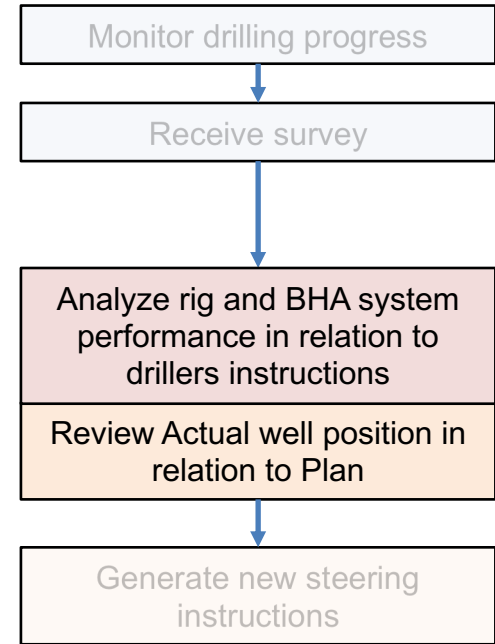 Monitor drilling progress
Receive survey
Analyze rig and BHA system
performance in relation to
drillers instructions
Review Actual well position in
relation to Plan
Generate new steering
instructions